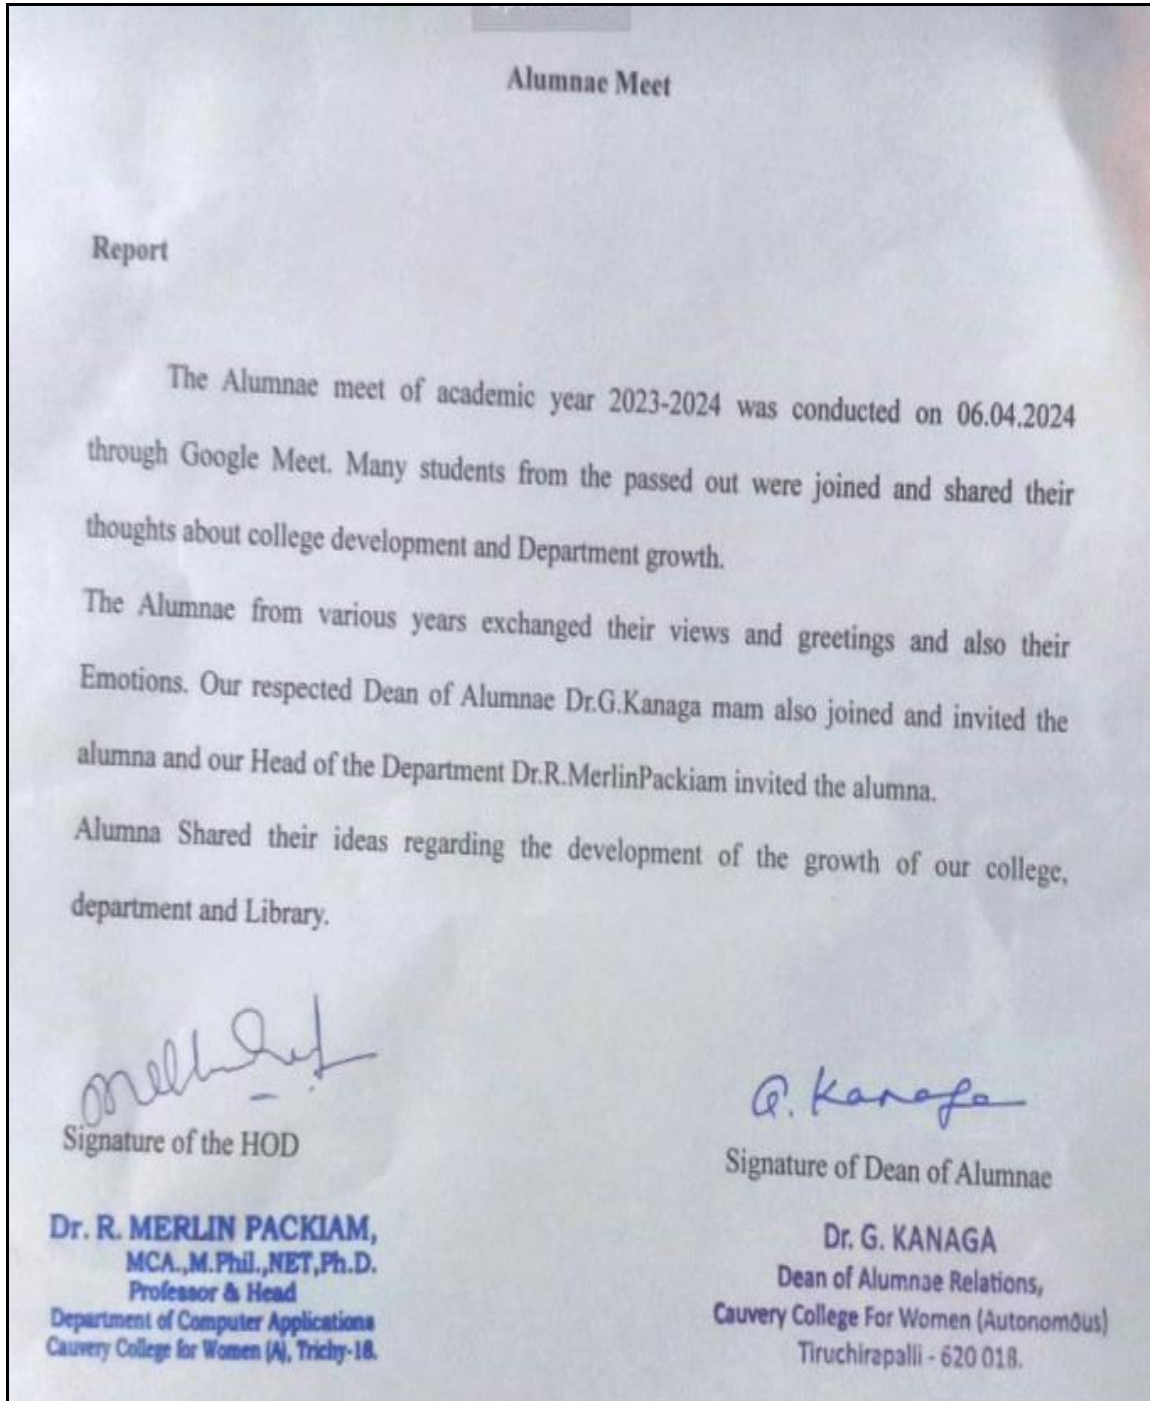 Alumnae Meet
Report
The Alumnae meet of academic year 2023-2024 was conducted on 06.04.2024
through Google Meet. Many students from the passed out were joined and shared their
thoughts about college development and Department growth.
The Alumnae from various years exchanged their views and greetings and also their
Emotions. Our respected Dean of Alumnae Dr.G.Kanaga mam also joined and invited the
alumna and our Head of the Department Dr.R.MerlinPackiam invited the alumna.
Alumna Shared their ideas regarding the development of the growth of our college,
department and Library.
G. Kanaga
Signature of the HOD
Signature of Dean of Alumnae
Dr. R. MERLIN PACKIAM,
MCA.,M.Phil.,NET,Ph.D.
Professor & Head
Department of Computer Applications
Cauvery College for Women (A), Trichy-18.
Dr. G. KANAGA
Dean of Alumnae Relations,
Cauvery College For Women (Autonomous)
Tiruchirapalli - 620 018.